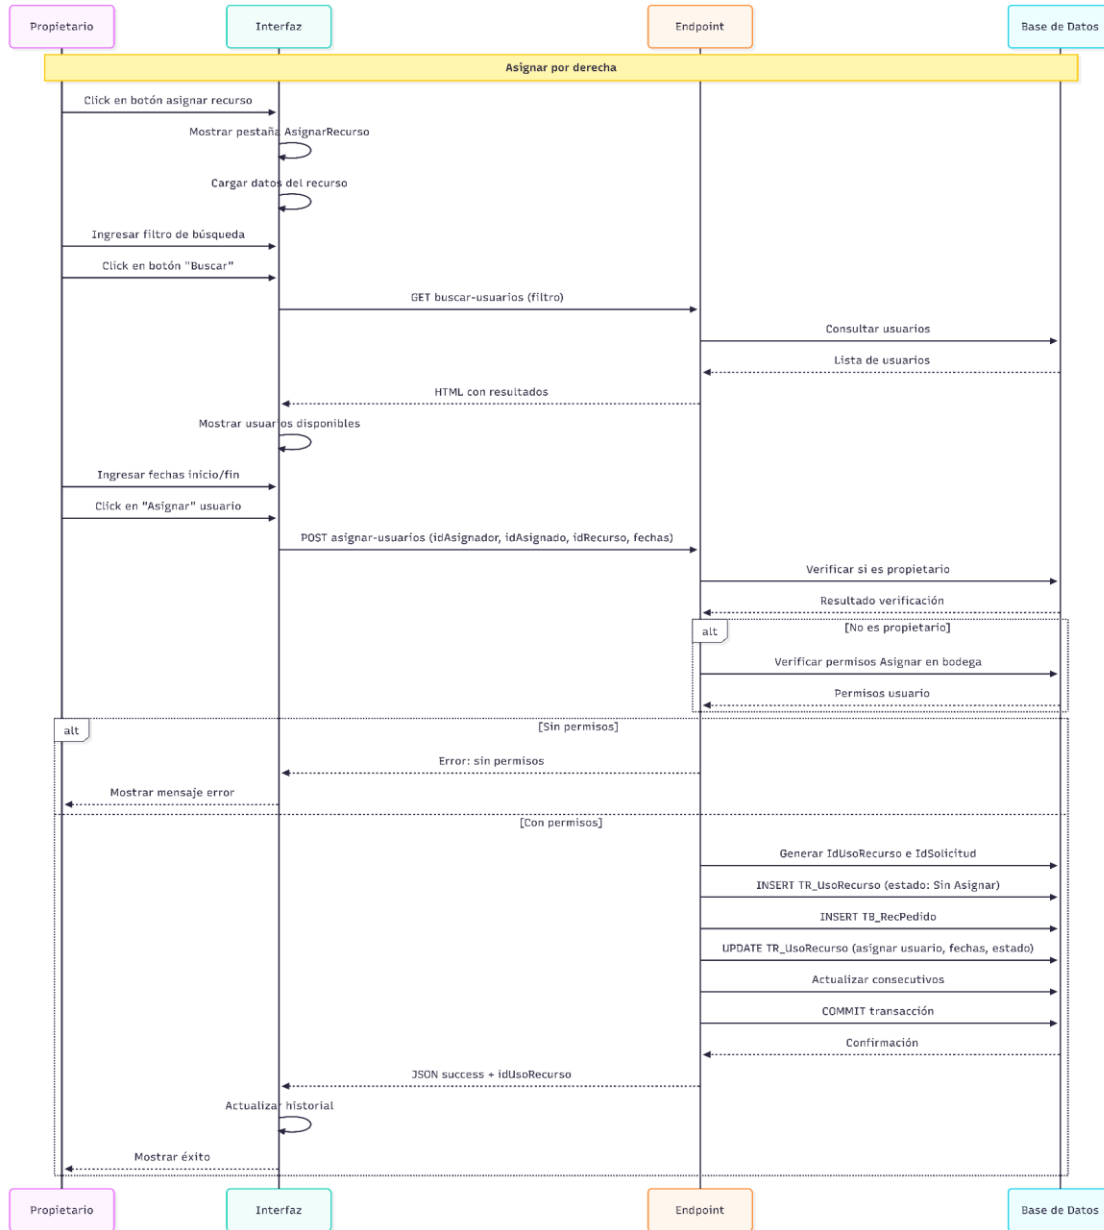 Propietario
Interfaz
Endpoint
Base de Datos
Asignar por derecha
Click en botón asignar recurso
Mostrar pestaña AsignarRecurso
Cargar datos del recurso
Ingresar filtro de búsqueda
Click en botón "Buscar"
GET buscar-usuarios (filtro)
Consultar usuarios
Lista de usuarios
HTML con resultados
Mostrar usuarios disponibles
Ingresar fechas inicio/fin
Click en "Asignar" usuario
POST asignar-usuarios (idAsignador, idAsignado, idRecurso, fechas)
Verificar si es propietario
Resultado verificación
alt
[No es propietario]
Verificar permisos Asignar en bodega
Permisos usuario
alt
[Sin permisos]
Error: sin permisos
Mostrar mensaje error
[Con permisos]
Generar IdUsoRecurso e IdSolicitud
INSERT TR_UsoRecurso (estado: Sin Asignar)
INSERT TB_RecPedido
UPDATE TR_UsoRecurso (asignar usuario, fechas, estado)
Actualizar consecutivos
COMMIT transacción
Confirmación
JSON success + idUsoRecurso
Actualizar historial
Mostrar éxito
Propietario
Interfaz
Endpoint
Base de Datos